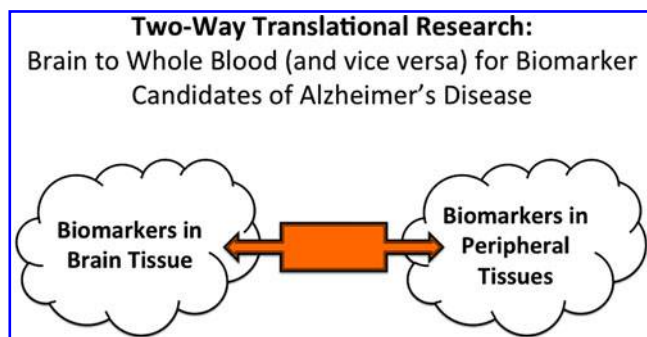 Two-Way Translational Research:
Brain to Whole Blood (and vice versa) for Biomarker
Candidates of Alzheimer's Disease
Biomarkers in
Brain Tissue
Biomarkers in
Peripheral
Tissues